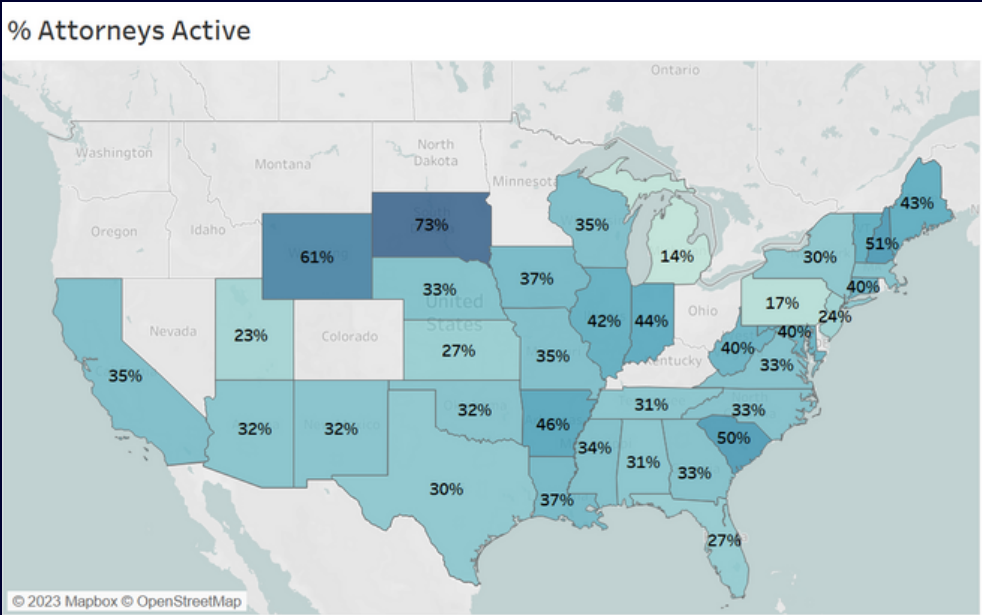 % Attorneys Active
Ontario
Washington
Montana
North
Dakota
Minnesota
Oregon
Idaho
South
73%
43%
35%
51%
61%
14%
30%
37%
40%
33%
United
States
17%
24%
Nevada
23%
Colorado
42%
44%
Ohio
40%
40%
27%
35%
Kentucky
33%
35%
31%
33%
32%
32%
32%
46%
50%
34%
31%
33%
30%
37%
27%
© 2023 Mapbox © OpenStreetMap